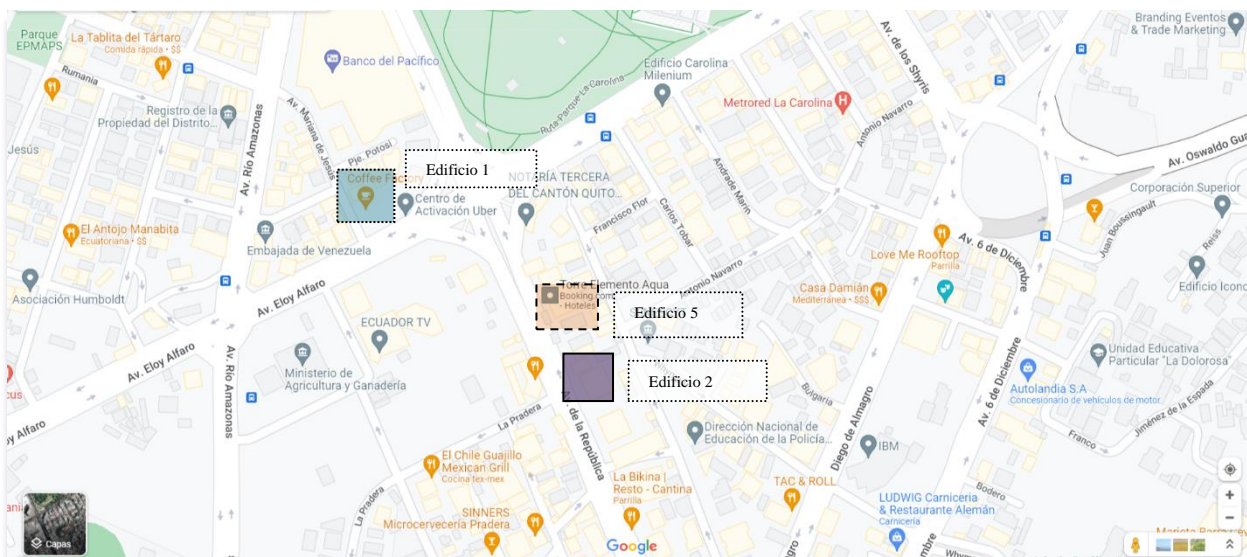 Parque
EPMAPS
La Tablita del Tártaro
Comida rápida • $$
Rumania
Registro de la
Propiedad del Distrito...
Jesús
Av. Río Amazonas
Av. Mariana de Jesús
Pje. Potosí
Banco del Pacífico
Ruta Parque La Carolina
Edificio Carolina
Milenium
Metrored La Carolina
Antonio Navarro
Av. de los Shyris
Branding Events
& Trade Marketing
Av. Oswaldo Gua
Edificio 1
Coffee Factory
Centro de
Activación Uber
NOTARÍA TERCERA
DEL CANTÓN QUITO...
Francisco Flor
Carlos Tobar
Andrade Marín
Corporación Superior
Juan Boussingault
Reiss
El Antojo Manabita
Ecuatoriana • $$
Embajada de Venezuela
Love Me Rooftop
Parrilla
Av. 6 de Diciembre
Asociación Humboldt
Av. Eloy Alfaro
Torre Elemento Aqua
Booking.com
- Hoteles
Antonio Navarro
Casa Damián
Mediterránea • $$$
Edificio Icono
Edificio 5
ECUADOR TV
Av. Eloy Alfaro
Ministerio de
Agricultura y Ganadería
Av. Río Amazonas
Edificio 2
Bulgaria
Av. 6 de Diciembre
Unidad Educativa
Particular "La Dolorosa"
Autolandia S.A
Concesionario de vehículos de motor
Jiménez de la Espada
cus
y Alfaro
La Pradera
de la República
Dirección Nacional de
Educación de la Policía...
Diego de Almagro
IBM
Franco
El Chile Guajillo
Mexican Grill
Cocina tex-mex
La Bikina |
Resto - Cantina
Parrilla
TAC & ROLL
Bodero
La Pradera
SINNERS
Microcervecería Pradera
LUDWIG Carniceria
& Restaurante Alemán
Carnicería
Capas
Google